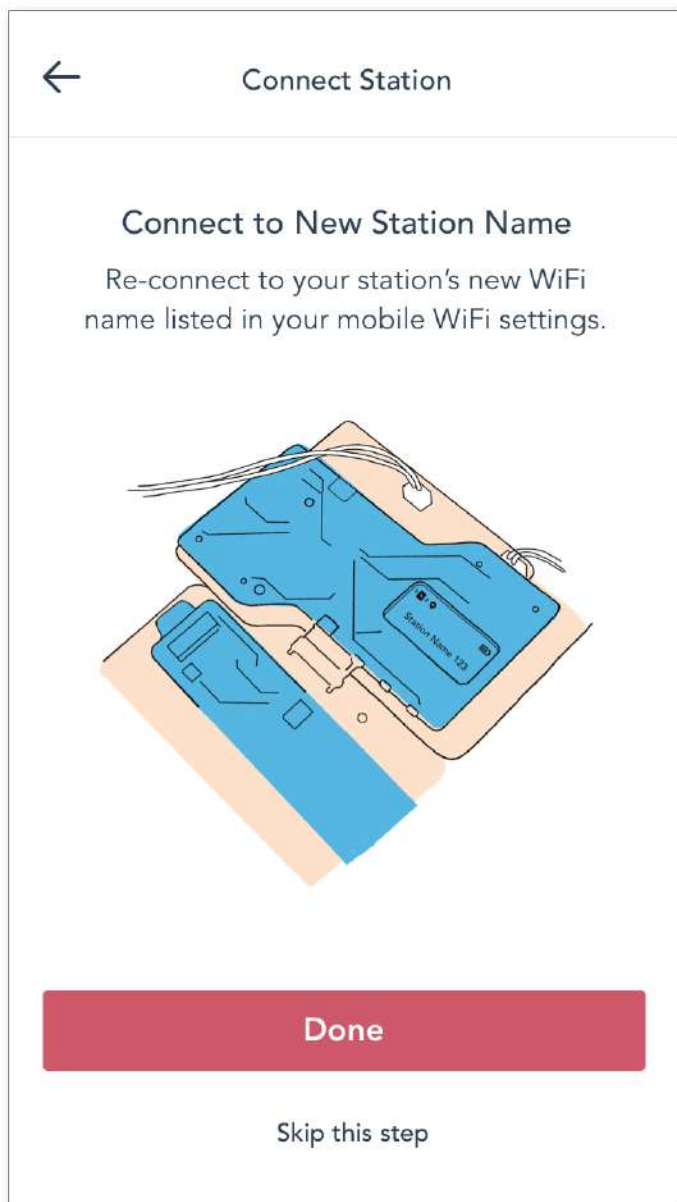 Connect Station
Connect to New Station Name
Re-connect to your station's new WiFi
name listed in your mobile WiFi settings.
Station Name 123
Done
Skip this step